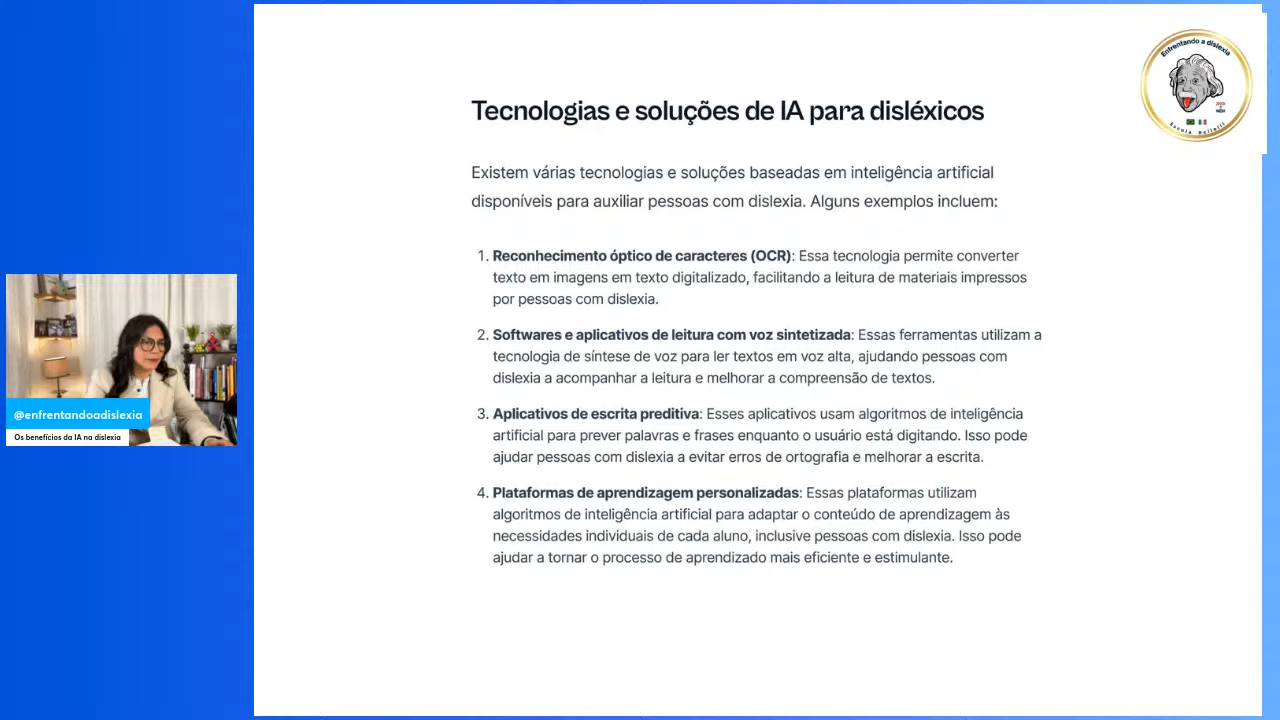 Enfrentando a dislexia
Tecnologias e soluções de IA para disléxicos
Existem várias tecnologias e soluções baseadas em inteligência artificial
disponíveis para auxiliar pessoas com dislexia. Alguns exemplos incluem:
1. Reconhecimento óptico de caracteres (OCR): Essa tecnologia permite converter
texto em imagens em texto digitalizado, facilitando a leitura de materiais impressos
por pessoas com dislexia.
2. Softwares e aplicativos de leitura com voz sintetizada: Essas ferramentas utilizam a
tecnologia de síntese de voz para ler textos em voz alta, ajudando pessoas com
dislexia a acompanhar a leitura e melhorar a compreensão de textos.
3. Aplicativos de escrita preditiva: Esses aplicativos usam algoritmos de inteligência
artificial para prever palavras e frases enquanto o usuário está digitando. Isso pode
ajudar pessoas com dislexia a evitar erros de ortografia e melhorar a escrita.
4. Plataformas de aprendizagem personalizadas: Essas plataformas utilizam
algoritmos de inteligência artificial para adaptar o conteúdo de aprendizagem às
necessidades individuais de cada aluno, inclusive pessoas com dislexia. Isso pode
ajudar a tornar o processo de aprendizado mais eficiente e estimulante.
@enfrentandoadislexia
Os benefícios da IA na dislexia